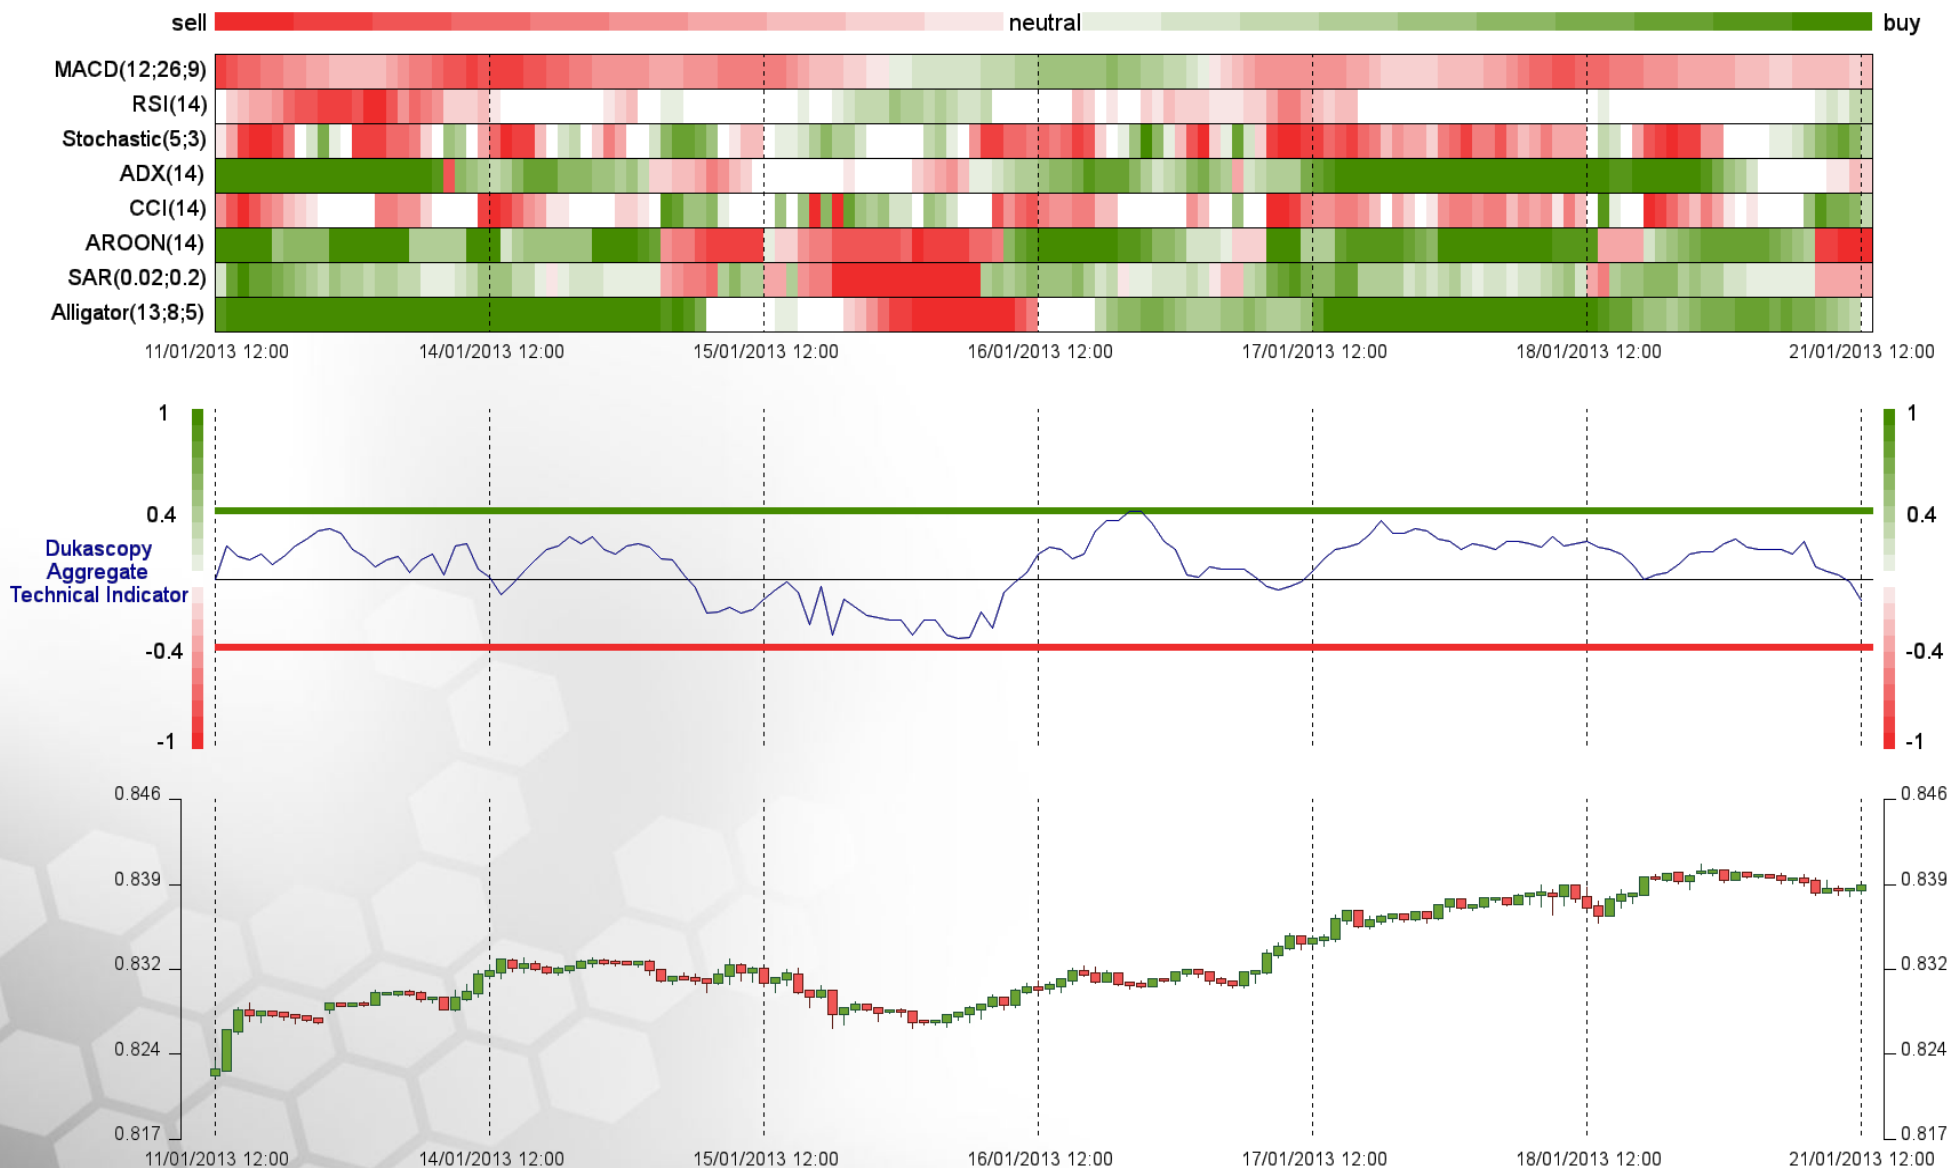 sell neutral buy
MACD(12;26;9)
RSI(14)
Stochastic(5;3)
ADX(14)
CCI(14)
AROON(14)
SAR(0.02;0.2)
Alligator(13;8;5)
11/01/2013 12:00 14/01/2013 12:00 15/01/2013 12:00 16/01/2013 12:00 17/01/2013 12:00 18/01/2013 12:00 21/01/2013 12:00
1 1
0.4 0.4
Dukascopy
Aggregate
Technical Indicator
-0.4 -0.4
-1 -1
0.846 0.846
0.839 0.839
0.832 0.832
0.824 0.824
0.817 0.817
11/01/2013 12:00 14/01/2013 12:00 15/01/2013 12:00 16/01/2013 12:00 17/01/2013 12:00 18/01/2013 12:00 21/01/2013 12:00